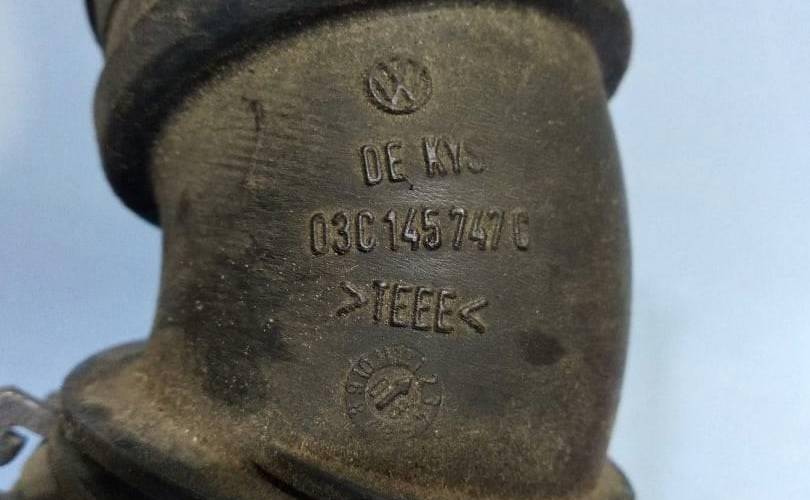 DE KYS
03C 145 747 C
>TEEE<